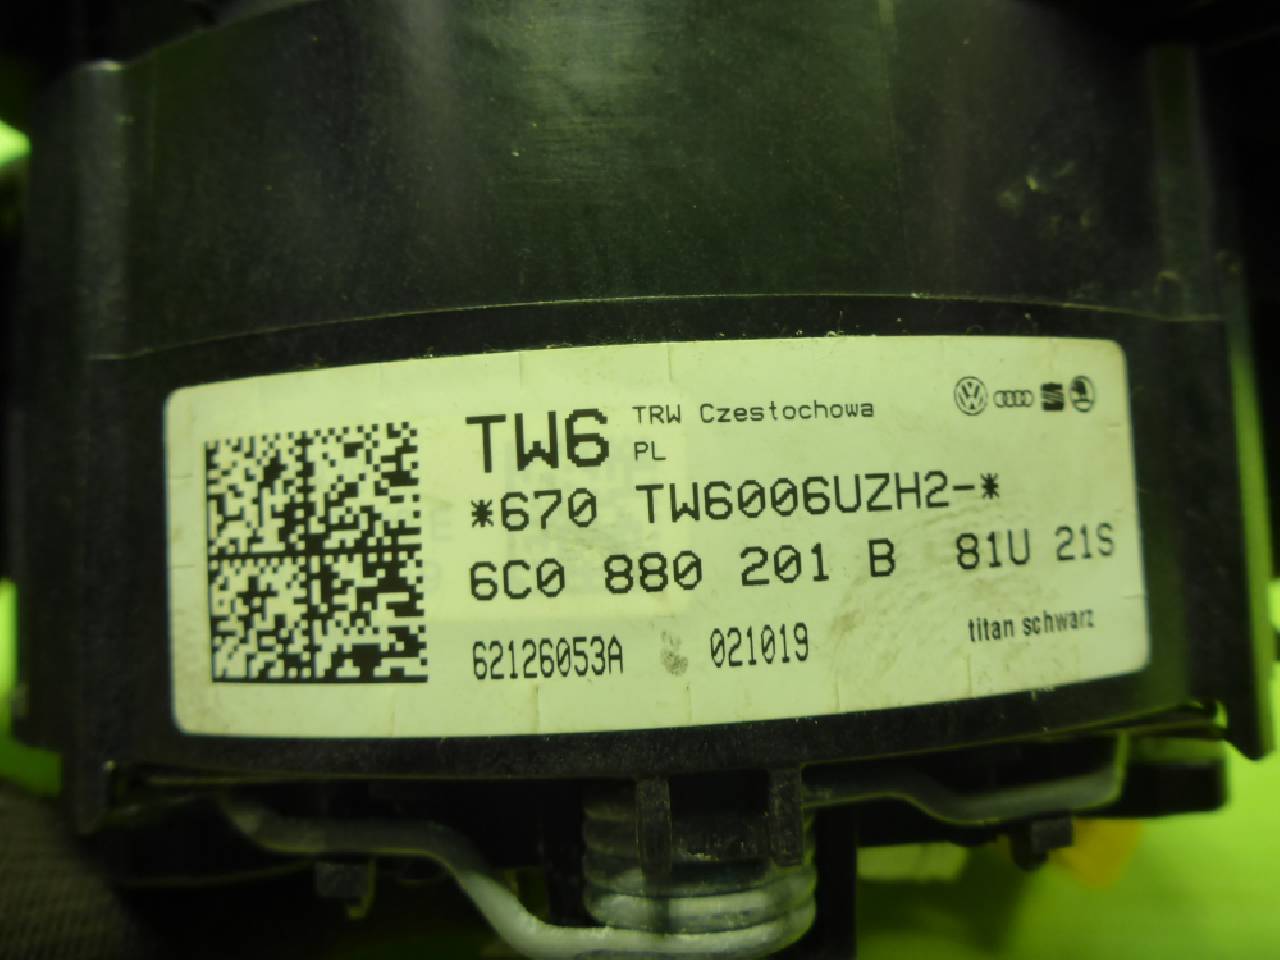 TW6 TRW Czestochowa
PL
*670 TW6006UZH2-*
6C0 880 201 B 81U 21S
62126053A 021019 titan schwarz